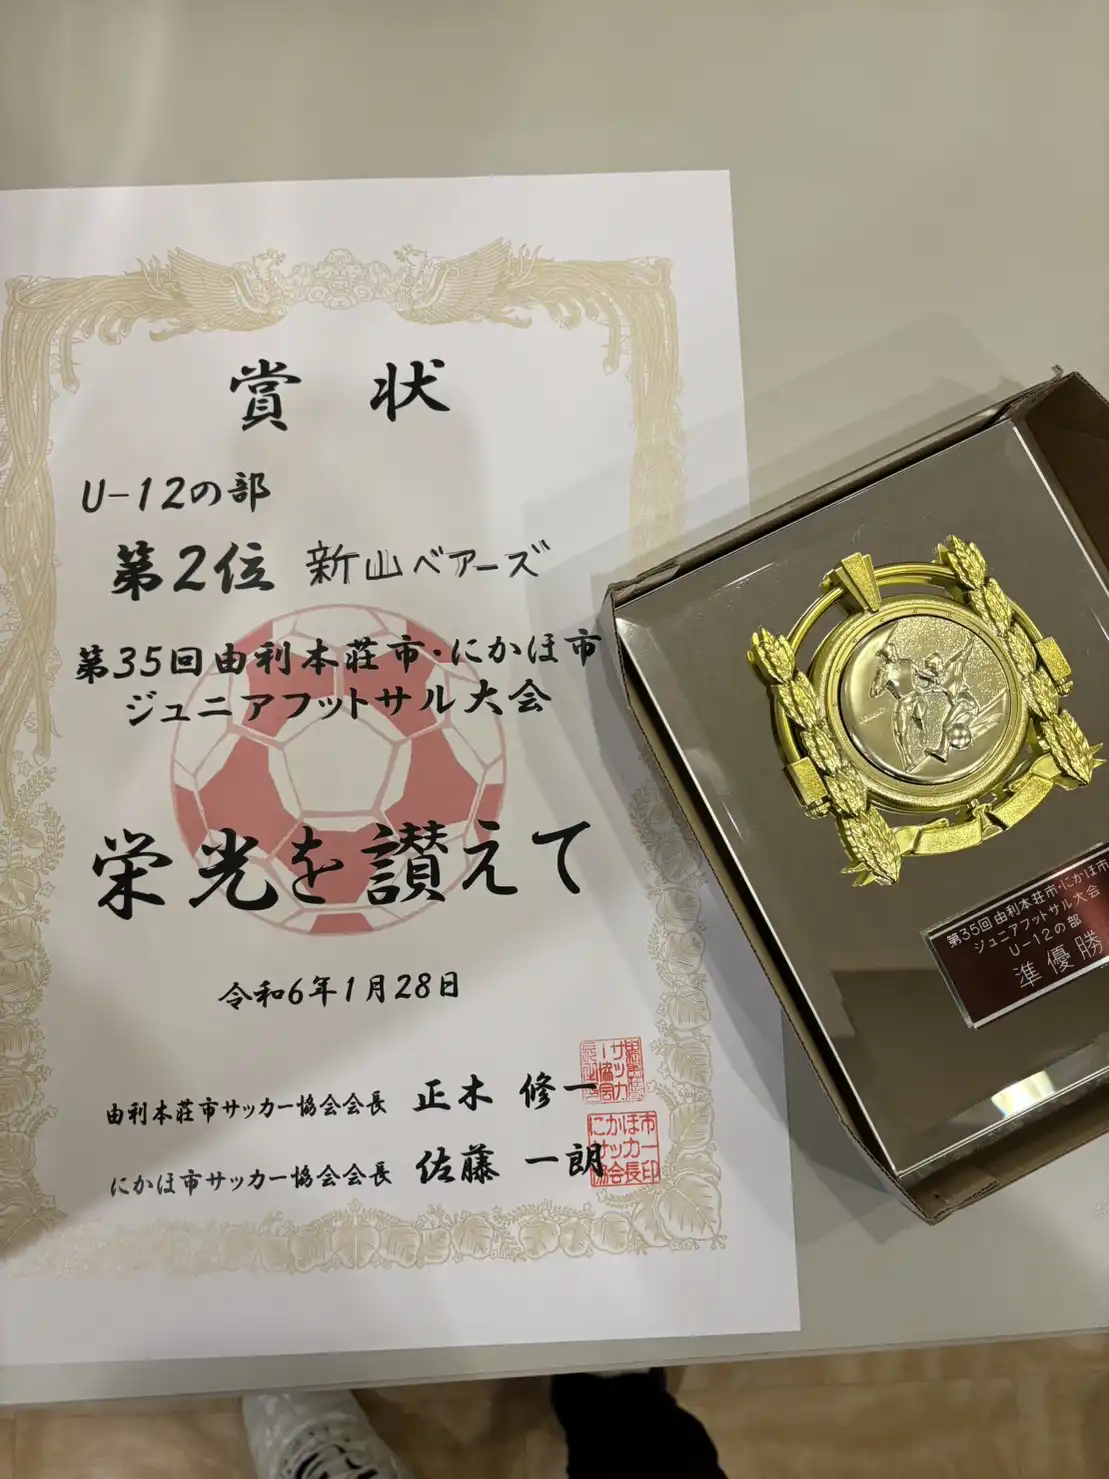 賞状
U-12の部
第2位 新山ベアーズ
第35回由利本荘市・にかほ市
ジュニアフットサル大会
栄光を讃えて
令和6年1月28日
由利本荘市サッカー協会会長 正木 修一
にかほ市サッカー協会会長 佐藤 一朗
にかほ市
サッカー
協会長印
第35回由利本荘市・にかほ市
ジュニアフットサル大会
U-12の部
準優勝